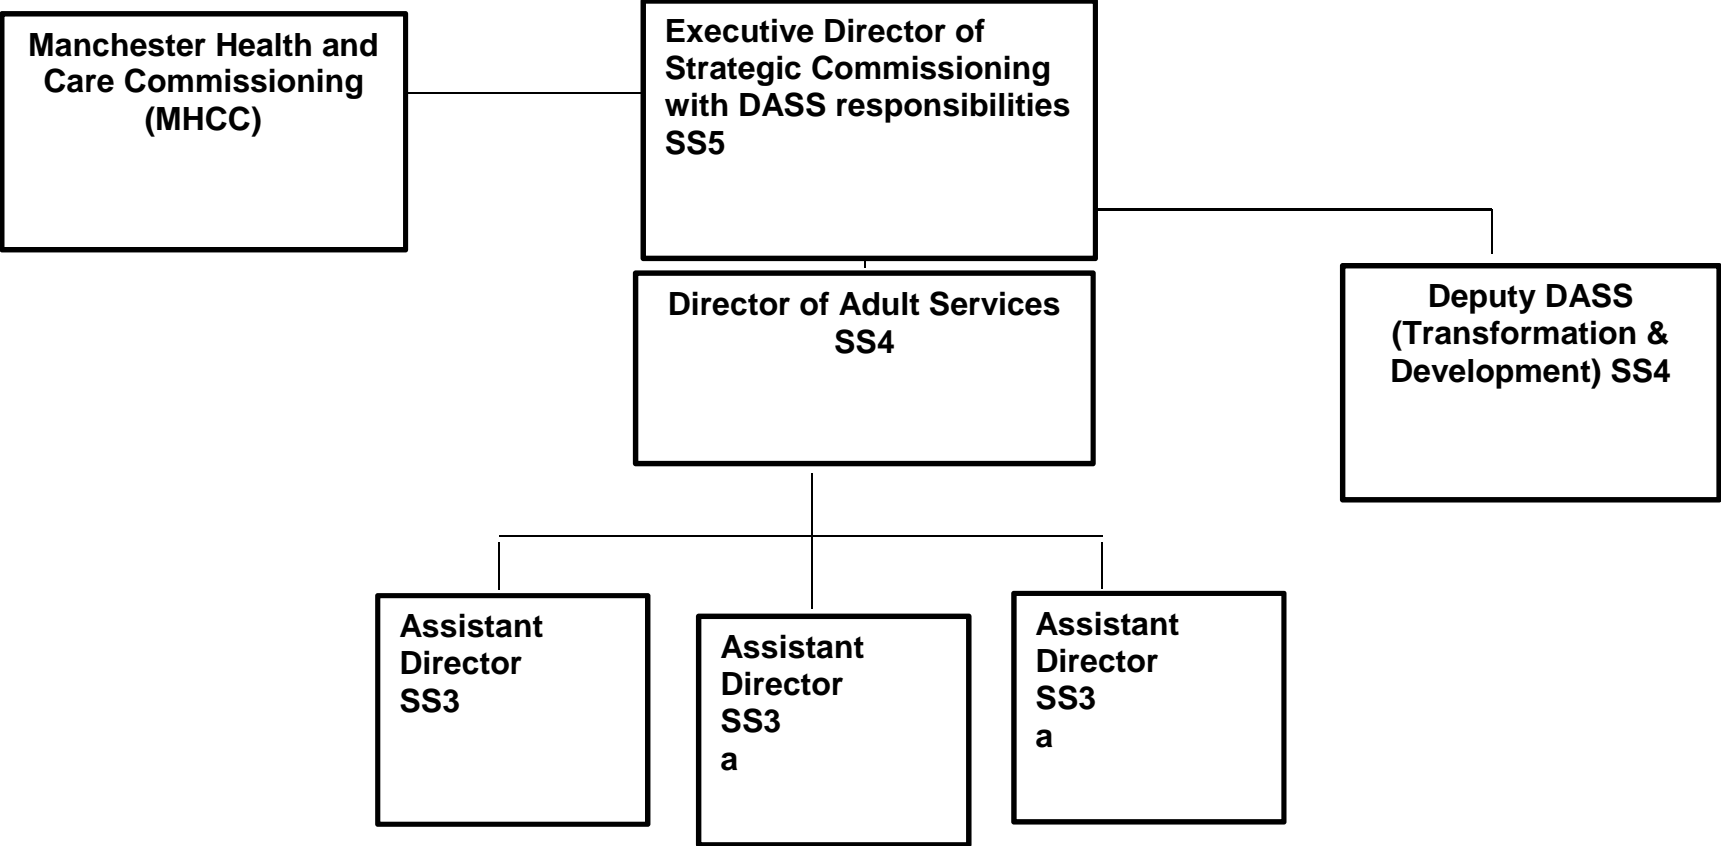 Manchester Health and
Care Commissioning
(MHCC)
Executive Director of
Strategic Commissioning
with DASS responsibilities
SS5
Director of Adult Services
SS4
Deputy DASS
(Transformation &
Development) SS4
Assistant
Director
SS3
Assistant
Director
SS3
a
Assistant
Director
SS3
a